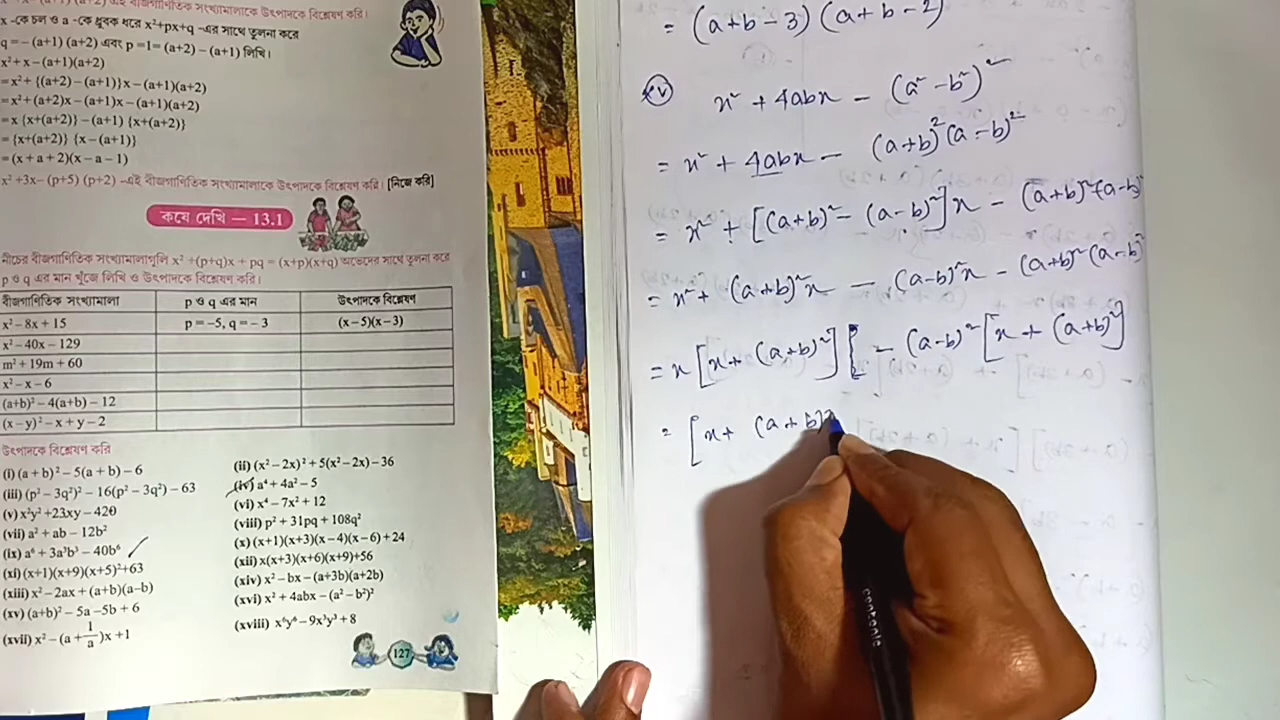 x -কে চল ও a -কে ধ্রুবক ধরে x²+px+q -এর সাথে তুলনা করে
q = – (a+1) (a+2) এবং p =1= (a+2) – (a+1) লিখি।
x² + x – (a+1)(a+2)
= x² + {(a+2) – (a+1)}x – (a+1)(a+2)
= x² + (a+2)x – (a+1)x – (a+1)(a+2)
= x {x+(a+2)} – (a+1) {x+(a+2)}
= {x+(a+2)} {x – (a+1)}
= (x + a + 2)(x – a – 1)
x² +3x– (p+5) (p+2) -এই বীজগাণিতিক সংখ্যামালাকে উৎপাদকে বিশ্লেষণ করি। [নিজে করি]
কষে দেখি — 13.1
নীচের বীজগাণিতিক সংখ্যামালাগুলি x² +(p+q)x + pq = (x+p)(x+q) অভেদের সাথে তুলনা করে
p ও q এর মান খুঁজে লিখি ও উৎপাদকে বিশ্লেষণ করি।
বীজগাণিতিক সংখ্যামালা p ও q এর মান উৎপাদকে বিশ্লেষণ
x² – 8x + 15 p = –5, q = – 3 (x – 5)(x – 3)
x² – 40x – 129
m² + 19m + 60
x² – x – 6
(a+b)² – 4(a+b) – 12
(x – y)² – x + y – 2
উৎপাদকে বিশ্লেষণ করি
(i) (a + b)² – 5(a + b) – 6 (ii) (x² – 2x)² + 5(x² – 2x) – 36
(iii) (p² – 3q²)² – 16(p² – 3q²) – 63 (iv) a⁴ + 4a² – 5
(v) x²y² +23xy – 420 (vi) x⁴ – 7x² + 12
(vii) a² + ab – 12b² (viii) p² + 31pq + 108q²
(ix) a⁶ + 3a³b³ – 40b⁶ (x) (x+1)(x+3)(x–4)(x–6)+24
(xi) (x+1)(x+9)(x+5)²+63 (xii) x(x+3)(x+6)(x+9)+56
(xiii) x² – 2ax + (a+b)(a–b) (xiv) x² – bx – (a+3b)(a+2b)
(xv) (a+b)² – 5a –5b + 6 (xvi) x² + 4abx – (a² – b²)²
(xvii) x² – (a + 1/a)x +1 (xviii) x⁶y⁶ – 9x³y³ + 8
127
= (a+b – 3) (a+b – 2)
x² + 4abx – (a² – b²)²
= x² + 4abx – (a+b)² (a – b)²
= x² + [(a+b)² – (a–b)²] x – (a+b)² (a–b)²
= x² + (a+b)²x – (a–b)²x – (a+b)² (a–b)²
= x [x + (a+b)²] – (a–b)² [x + (a+b)²]
= [x + (a+b)²